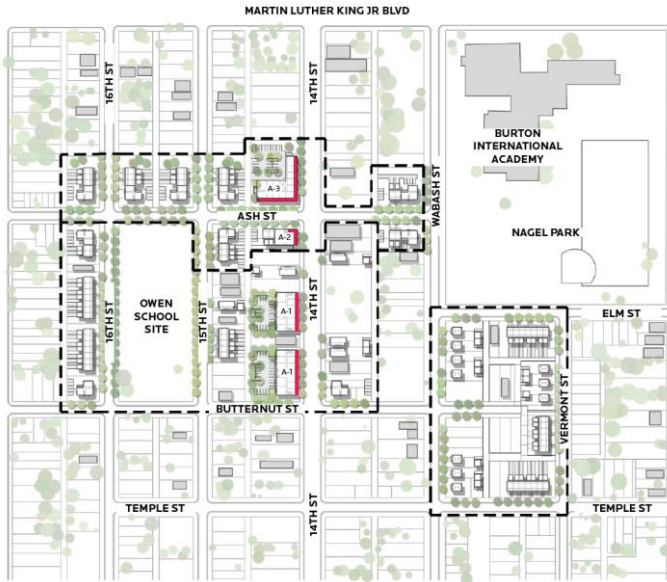 MARTIN LUTHER KING JR BLVD
16TH ST
14TH ST
BURTON
INTERNATIONAL
ACADEMY
WABASH ST
A-3
ASH ST
NAGEL PARK
A-2
OWEN
SCHOOL
SITE
16TH ST
15TH ST
A-1
14TH ST
ELM ST
A-1
VERMONT ST
BUTTERNUT ST
TEMPLE ST
14TH ST
TEMPLE ST